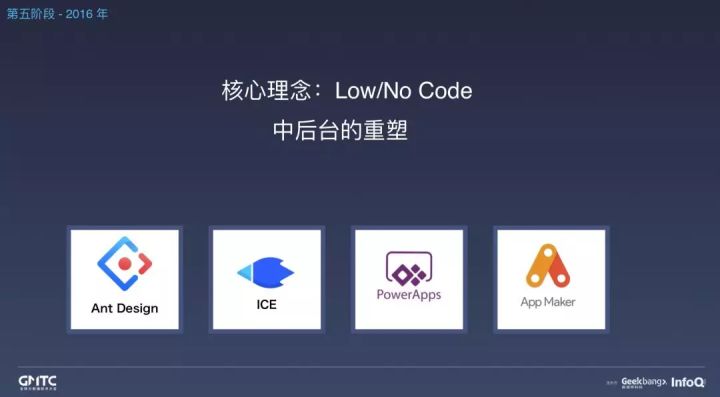 第五阶段 - 2016 年
核心理念：Low/No Code
中后台的重塑
Ant Design
ICE
PowerApps
App Maker
GMTC
Geekbang>.
InfoQ